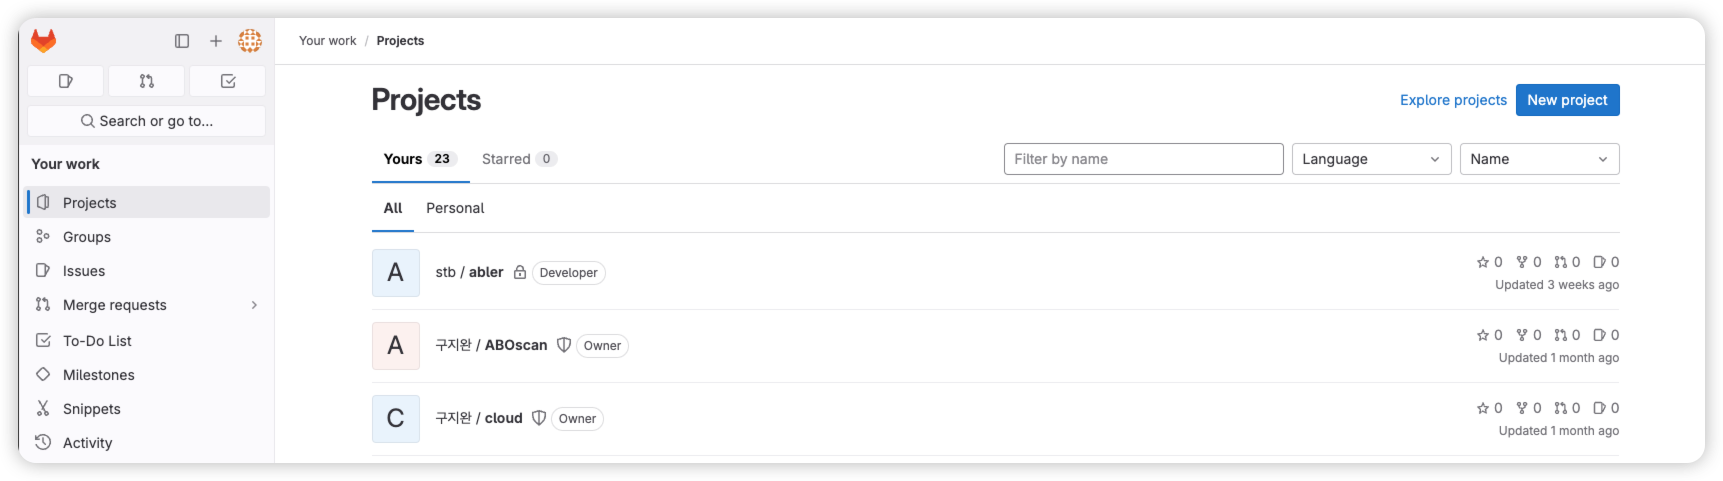 Your work / Projects
Search or go to...
Your work
Projects
Groups
Issues
Merge requests
To-Do List
Milestones
Snippets
Activity
Projects
Explore projects
New project
Yours 23
Starred 0
Filter by name
Language
Name
All
Personal
A
stb / abler
Developer
0 0 0 0
Updated 3 weeks ago
A
구지완 / ABOscan
Owner
0 0 0 0
Updated 1 month ago
C
구지완 / cloud
Owner
0 0 0 0
Updated 1 month ago